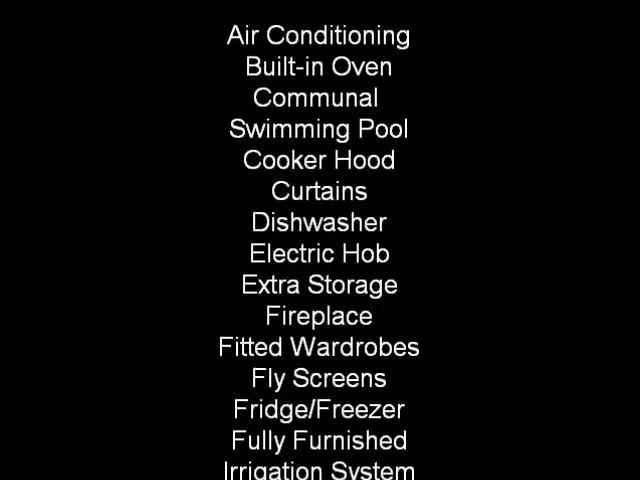 Air Conditioning
Built-in Oven
Communal
Swimming Pool
Cooker Hood
Curtains
Dishwasher
Electric Hob
Extra Storage
Fireplace
Fitted Wardrobes
Fly Screens
Fridge/Freezer
Fully Furnished
Irrigation System